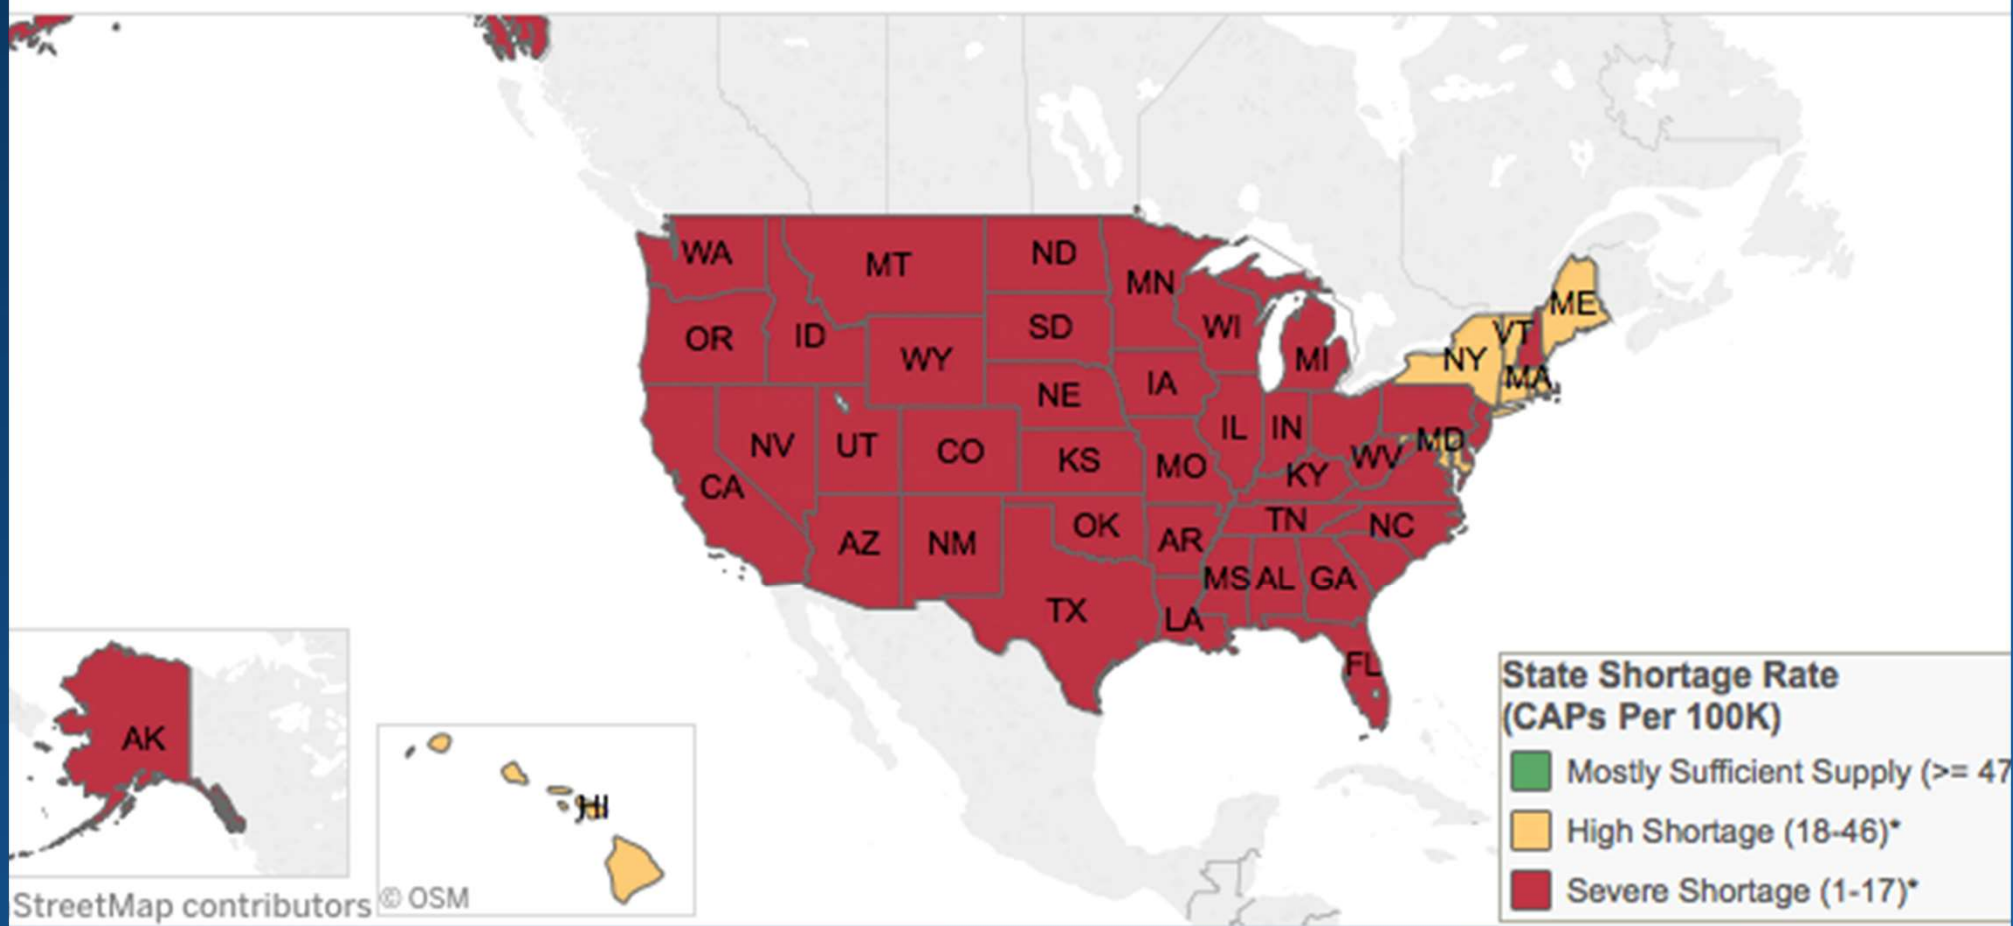 WA
MT
ND
MN
ME
OR
ID
SD
WI
VT
WY
MI
NY
NE
IA
MA
NV
UT
CO
KS
MO
IL
IN
MD
CA
KY
WV
AZ
NM
OK
AR
TN
NC
TX
MS
AL
GA
LA
FL
AK
HI
State Shortage Rate
(CAPs Per 100K)
Mostly Sufficient Supply (>= 47
High Shortage (18-46)*
Severe Shortage (1-17)*
StreetMap contributors
© OSM